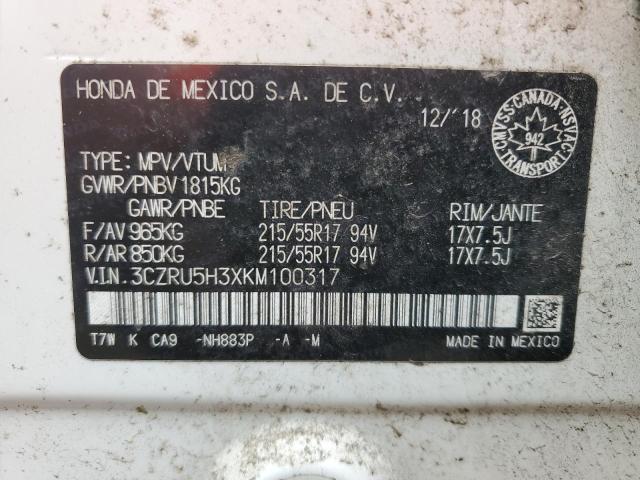 HONDA DE MEXICO S.A. DE C.V.
12/'18
CMVSS·CANADA·NSVAC
942
TRANSPORT
TYPE: MPV/VTUM
GVWR/PNBV 1815KG
GAWR/PNBE TIRE/PNEU RIM/JANTE
F/AV 965KG 215/55R17 94V 17X7.5J
R/AR 850KG 215/55R17 94V 17X7.5J
V.I.N. 3CZRU5H3XKM100317
T7W K CA9 -NH883P -A -M MADE IN MEXICO